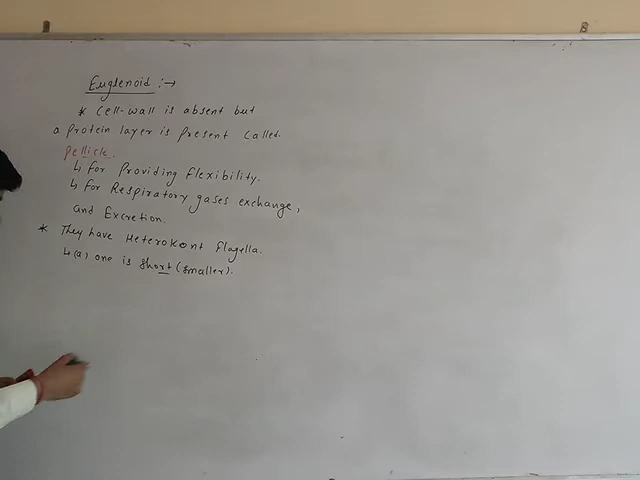 Euglenoid :→
* Cell-wall is absent but
a protein layer is present called.
pellicle.
↳ for Providing flexibility.
↳ for Respiratory gases exchange,
and Excretion.
* They have Heterokont flagella.
↳ (a) one is short (smaller).